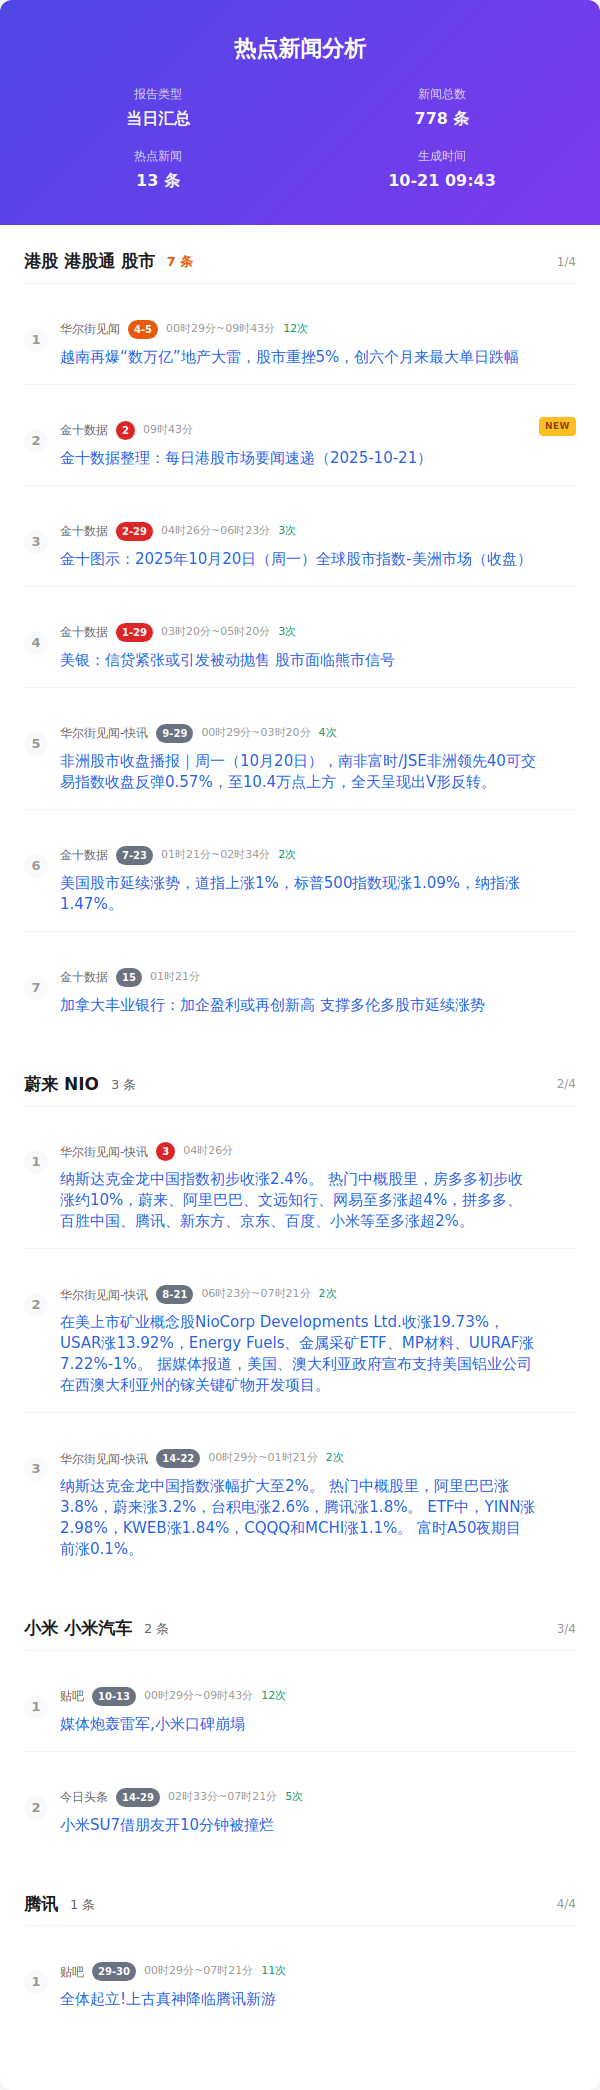 热点新闻分析
报告类型
新闻总数
当日汇总
778 条
热点新闻
生成时间
13 条
10-21 09:43
港股 港股通 股市 7 条 1/4
1
华尔街见闻 4-5 00时29分~09时43分 12次
越南再爆“数万亿”地产大雷，股市重挫5%，创六个月来最大单日跌幅
2
金十数据 2 09时43分 NEW
金十数据整理：每日港股市场要闻速递（2025-10-21）
3
金十数据 2-29 04时26分~06时23分 3次
金十图示：2025年10月20日（周一）全球股市指数-美洲市场（收盘）
4
金十数据 1-29 03时20分~05时20分 3次
美银：信贷紧张或引发被动抛售 股市面临熊市信号
5
华尔街见闻-快讯 9-29 00时29分~03时20分 4次
非洲股市收盘播报｜周一（10月20日），南非富时/JSE非洲领先40可交
易指数收盘反弹0.57%，至10.4万点上方，全天呈现出V形反转。
6
金十数据 7-23 01时21分~02时34分 2次
美国股市延续涨势，道指上涨1%，标普500指数现涨1.09%，纳指涨
1.47%。
7
金十数据 15 01时21分
加拿大丰业银行：加企盈利或再创新高 支撑多伦多股市延续涨势
蔚来 NIO 3 条 2/4
1
华尔街见闻-快讯 3 04时26分
纳斯达克金龙中国指数初步收涨2.4%。 热门中概股里，房多多初步收
涨约10%，蔚来、阿里巴巴、文远知行、网易至多涨超4%，拼多多、
百胜中国、腾讯、新东方、京东、百度、小米等至多涨超2%。
2
华尔街见闻-快讯 8-21 06时23分~07时21分 2次
在美上市矿业概念股NioCorp Developments Ltd.收涨19.73%，
USAR涨13.92%，Energy Fuels、金属采矿ETF、MP材料、UURAF涨
7.22%-1%。 据媒体报道，美国、澳大利亚政府宣布支持美国铝业公司
在西澳大利亚州的镓关键矿物开发项目。
3
华尔街见闻-快讯 14-22 00时29分~01时21分 2次
纳斯达克金龙中国指数涨幅扩大至2%。 热门中概股里，阿里巴巴涨
3.8%，蔚来涨3.2%，台积电涨2.6%，腾讯涨1.8%。 ETF中，YINN涨
2.98%，KWEB涨1.84%，CQQQ和MCHI涨1.1%。 富时A50夜期目
前涨0.1%。
小米 小米汽车 2 条 3/4
1
贴吧 10-13 00时29分~09时43分 12次
媒体炮轰雷军,小米口碑崩塌
2
今日头条 14-29 02时33分~07时21分 5次
小米SU7借朋友开10分钟被撞烂
腾讯 1 条 4/4
1
贴吧 29-30 00时29分~07时21分 11次
全体起立!上古真神降临腾讯新游